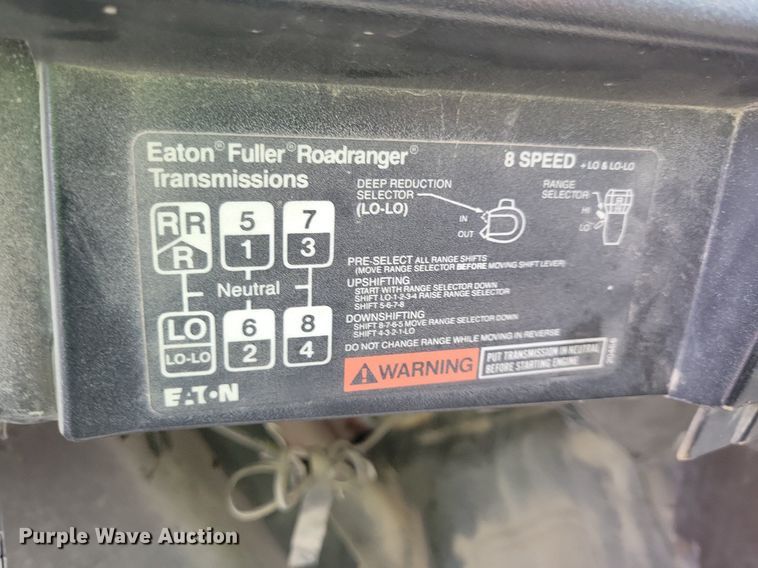 Eaton® Fuller® Roadranger®
Transmissions
8 SPEED + LO & LO-LO
DEEP REDUCTION
SELECTOR
(LO-LO)
IN
OUT
RANGE
SELECTOR
HI
LO
R R 5 7
R 1 3
Neutral
LO 6 8
LO-LO 2 4
PRE-SELECT ALL RANGE SHIFTS
(MOVE RANGE SELECTOR BEFORE MOVING SHIFT LEVER)
UPSHIFTING
START WITH RANGE SELECTOR DOWN
SHIFT LO-1-2-3-4 RAISE RANGE SELECTOR
SHIFT 5-6-7-8
DOWNSHIFTING
SHIFT 8-7-6-5 MOVE RANGE SELECTOR DOWN
SHIFT 4-3-2-1-LO
DO NOT CHANGE RANGE WHILE MOVING IN REVERSE
WARNING
PUT TRANSMISSION IN NEUTRAL
BEFORE STARTING ENGINE
EATON
Purple Wave Auction